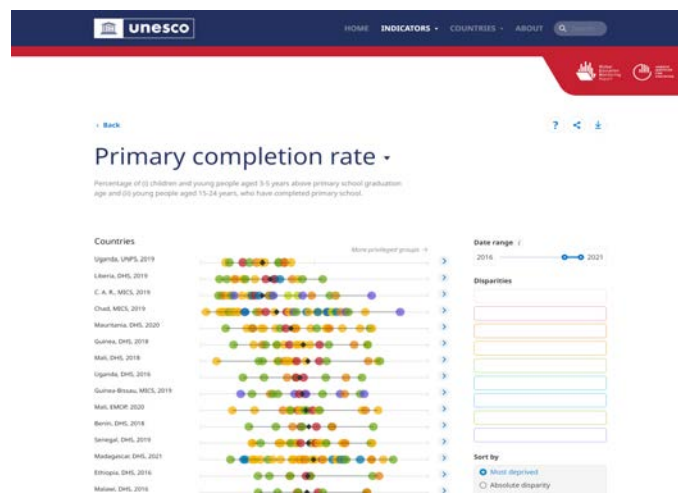 unesco
HOME INDICATORS COUNTRIES ABOUT
‹ Back
?
Primary completion rate
Percentage of (i) children and young people aged 3-5 years above primary school graduation
age and (ii) young people aged 15-24 years, who have completed primary school.
Countries
More privileged groups →
Uganda, UNPS, 2019
Liberia, DHS, 2019
C. A. R., MICS, 2019
Chad, MICS, 2019
Mauritania, DHS, 2020
Guinea, DHS, 2018
Mali, DHS, 2018
Uganda, DHS, 2016
Guinea-Bissau, MICS, 2019
Mali, EMOP, 2020
Benin, DHS, 2018
Senegal, DHS, 2019
Madagascar, DHS, 2021
Ethiopia, DHS, 2016
Malawi, DHS, 2016
Date range i
2016 2021
Disparities
Sort by
Most deprived
Absolute disparity